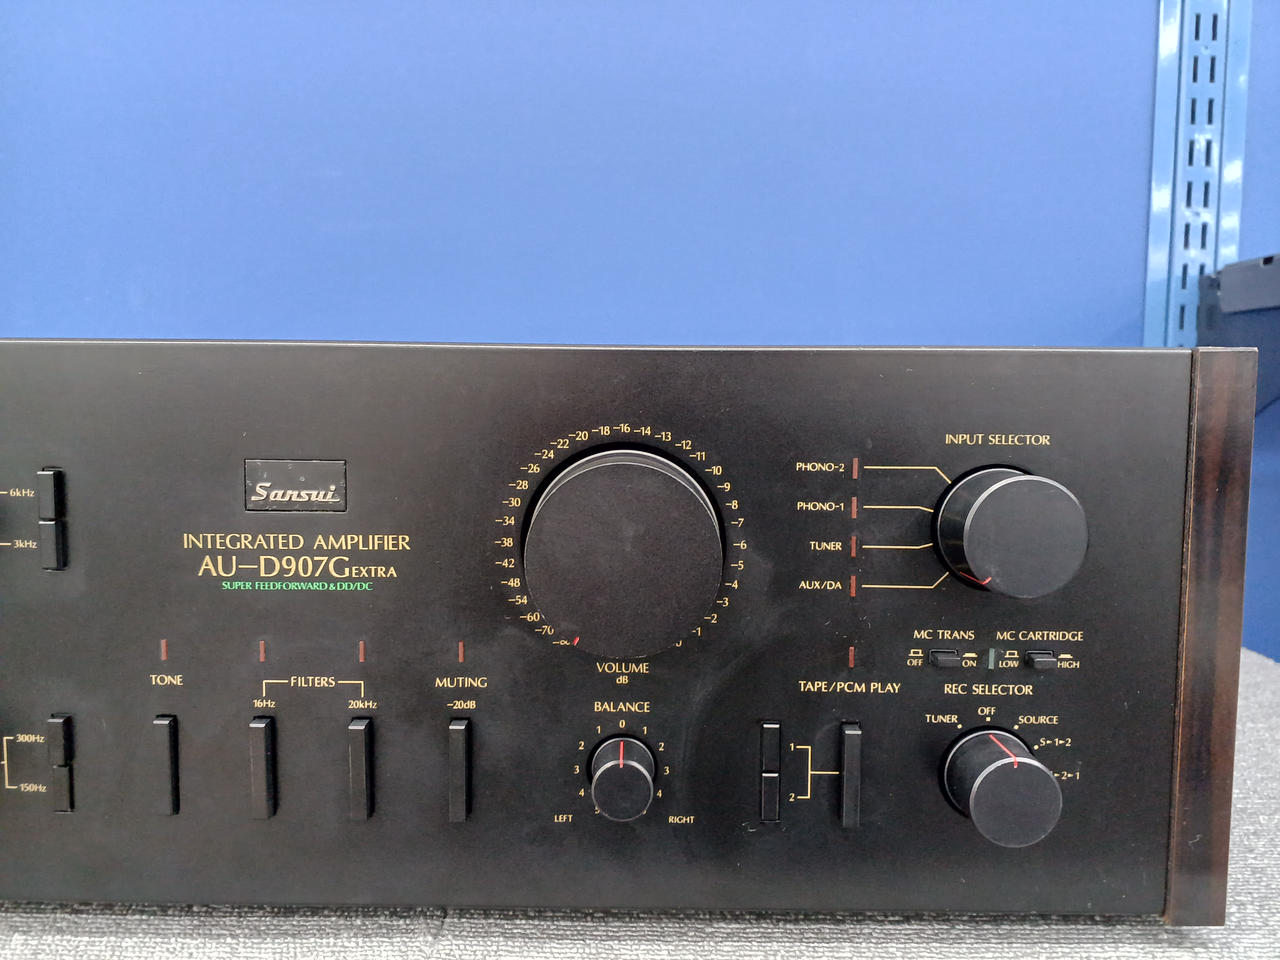 Sansui
INTEGRATED AMPLIFIER
AU-D907G EXTRA
SUPER FEEDFORWARD & DD/DC
6kHz
3kHz
300Hz
150Hz
TONE
FILTERS
16Hz
20kHz
MUTING
-20dB
-∞
-70
-60
-54
-48
-42
-38
-34
-30
-28
-26
-24
-22
-20
-18
-16
-14
-13
-12
-11
-10
-9
-8
-7
-6
-5
-4
-3
-2
-1
0
VOLUME
dB
BALANCE
0
1
1
2
2
3
3
4
4
5
LEFT
RIGHT
INPUT SELECTOR
PHONO-2
PHONO-1
TUNER
AUX/DA
TAPE/PCM PLAY
1
2
MC TRANS
OFF
ON
MC CARTRIDGE
LOW
HIGH
REC SELECTOR
TUNER
OFF
SOURCE
S▸1▸2
2▸1